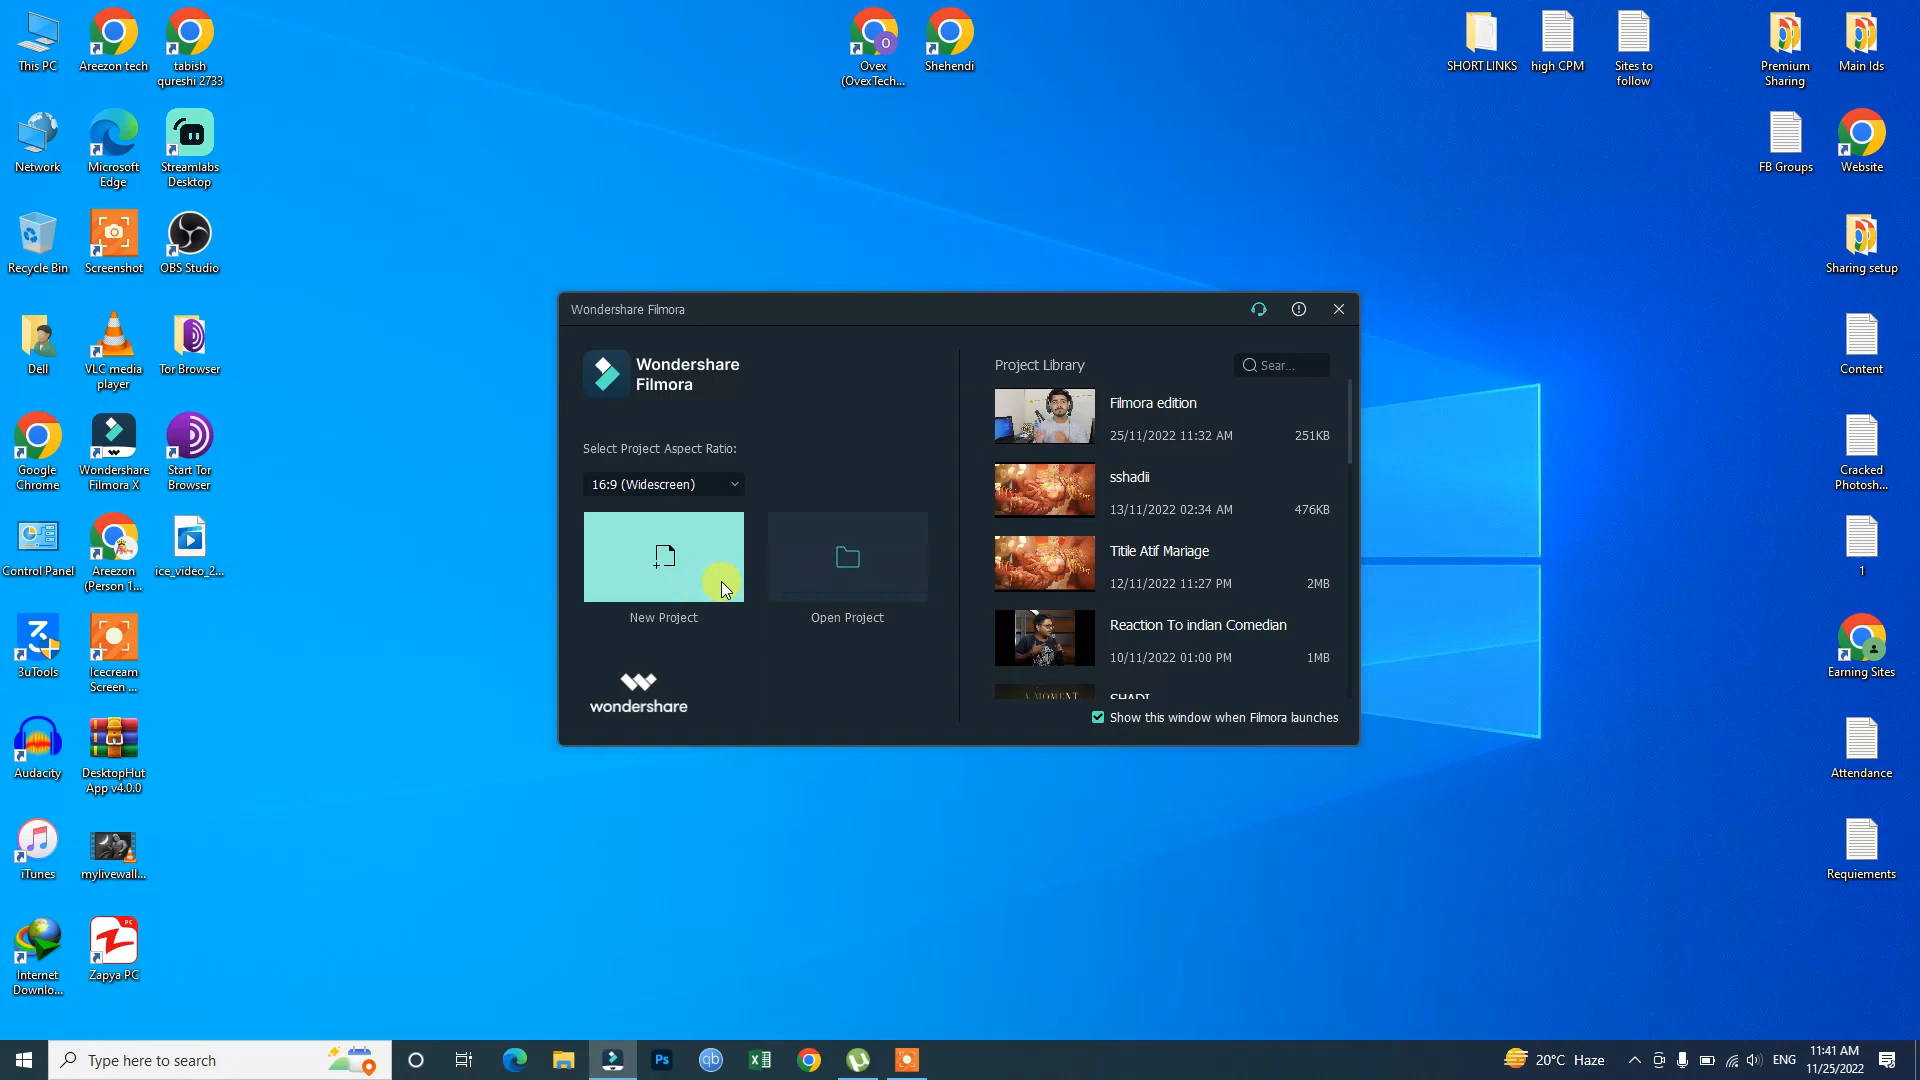 This PC
Areezon tech
tabish
qureshi 2733
Ovex
(OvexTech...
Shehendi
SHORT LINKS
high CPM
Sites to
follow
Premium
Sharing
Main Ids
Network
Microsoft
Edge
Streamlabs
Desktop
FB Groups
Website
Recycle Bin
Screenshot
OBS Studio
Sharing setup
Dell
VLC media
player
Tor Browser
Content
Google
Chrome
Wondershare
Filmora X
Start Tor
Browser
Cracked
Photosh...
Control Panel
Areezon
(Person 1...
ice_video_2...
1
3uTools
Icecream
Screen ...
Earning Sites
Audacity
DesktopHut
App v4.0.0
Attendance
iTunes
mylivewall...
Requiements
Internet
Downlo...
Zapya PC
Wondershare Filmora
Wondershare
Filmora
Select Project Aspect Ratio:
16:9 (Widescreen)
New Project
Open Project
wondershare
Project Library
Sear...
Filmora edition
25/11/2022 11:32 AM 251KB
sshadii
13/11/2022 02:34 AM 476KB
Titile Atif Mariage
12/11/2022 11:27 PM 2MB
Reaction To indian Comedian
10/11/2022 01:00 PM 1MB
A MOMENT
SHADI
Show this window when Filmora launches
Type here to search
Ps
qb
20°C Haze
ENG
11:41 AM
11/25/2022